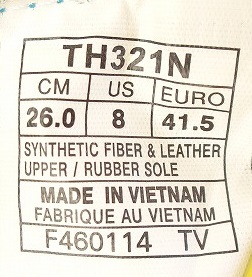 TH321N
CM US EURO
26.0 8 41.5
SYNTHETIC FIBER & LEATHER
UPPER / RUBBER SOLE
MADE IN VIETNAM
FABRIQUE AU VIETNAM
F460114 TV